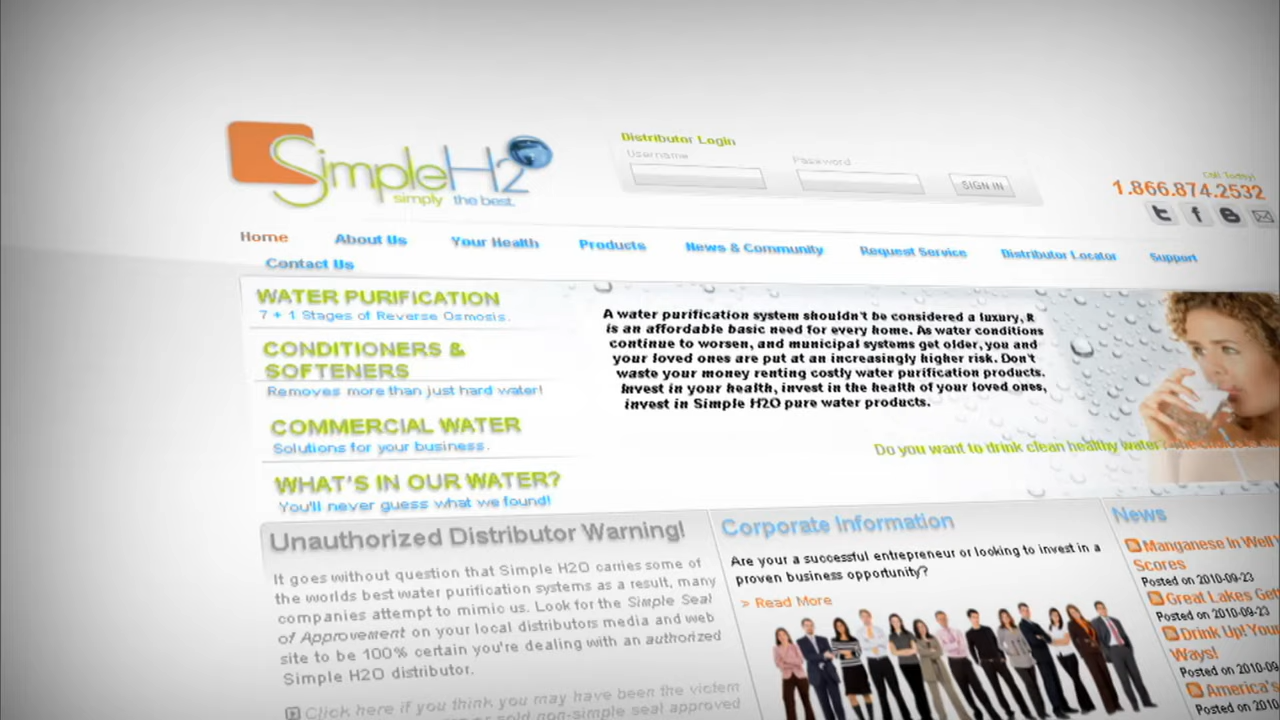 SimpleH2
simply the best.
Distributor Login
Username
Password
SIGN IN
Call Today!
1.866.874.2532
Home
About Us
Your Health
Products
News & Community
Request Service
Distributor Locator
Support
Contact Us
WATER PURIFICATION
7 + 1 Stages of Reverse Osmosis.
CONDITIONERS &
SOFTENERS
Removes more than just hard water!
COMMERCIAL WATER
Solutions for your business.
WHAT'S IN OUR WATER?
You'll never guess what we found!
A water purification system shouldn't be considered a luxury, it
is an affordable basic need for every home. As water conditions
continue to worsen, and municipal systems get older, you and
your loved ones are put at an increasingly higher risk. Don't
waste your money renting costly water purification products.
Invest in your health, invest in the health of your loved ones,
invest in Simple H2O pure water products.
Do you want to drink clean healthy water?
Unauthorized Distributor Warning!
It goes without question that Simple H2O carries some of
the worlds best water purification systems as a result, many
companies attempt to mimic us. Look for the Simple Seal
of Approvement on your local distributors media and web
site to be 100% certain you're dealing with an authorized
Simple H2O distributor.
Click here if you think you may have been the victem
sold non-simple seal approved
Corporate Information
Are your a successful entrepreneur or looking to invest in a
proven business opportunity?
> Read More
News
Manganese In Well
Scores
Posted on 2010-09-23
Great Lakes Get
Posted on 2010-09-23
Drink Up! Your
Ways!
Posted on 2010-09
America's
Posted on 2010